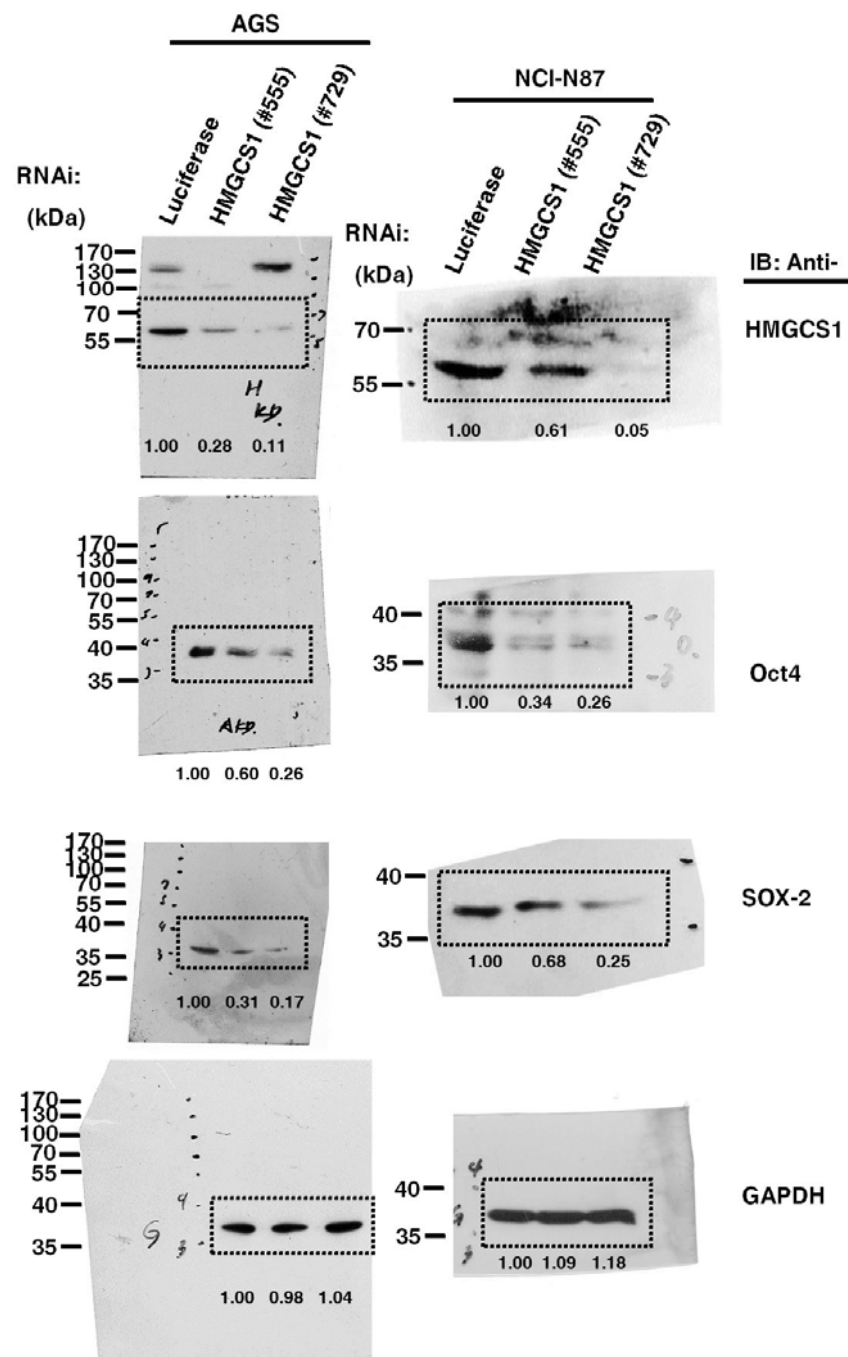 AGS
NCI-N87
RNAi:
(kDa)
Luciferase
HMGCS1 (#555)
HMGCS1 (#729)
RNAi:
(kDa)
Luciferase
HMGCS1 (#555)
HMGCS1 (#729)
IB: Anti-
170
130
100
70
55
H
KD.
1.00 0.28 0.11
70
55
1.00 0.61 0.05
HMGCS1
170
130
100
70
55
40
35
1.00 0.60 0.26
40
35
1.00 0.34 0.26
Oct4
170
130
100
70
55
40
35
25
1.00 0.31 0.17
40
35
1.00 0.68 0.25
SOX-2
170
130
100
70
55
40
35
G
1.00 0.98 1.04
40
35
1.00 1.09 1.18
GAPDH